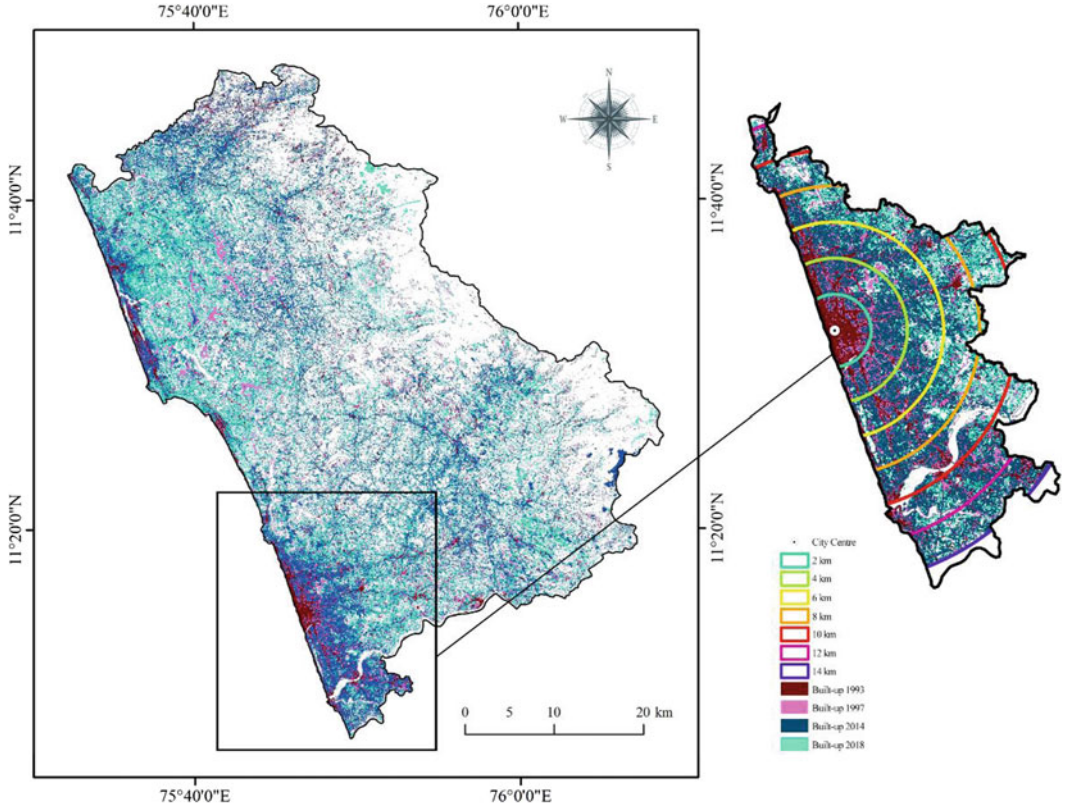 75°40'0"E
76°0'0"E
N
W
E
S
11°40'0"N
11°40'0"N
11°20'0"N
11°20'0"N
City Centre
2 km
4 km
6 km
8 km
10 km
12 km
14 km
Built-up 1993
Built-up 1997
Built-up 2014
Built-up 2018
0
5
10
20 km
75°40'0"E
76°0'0"E